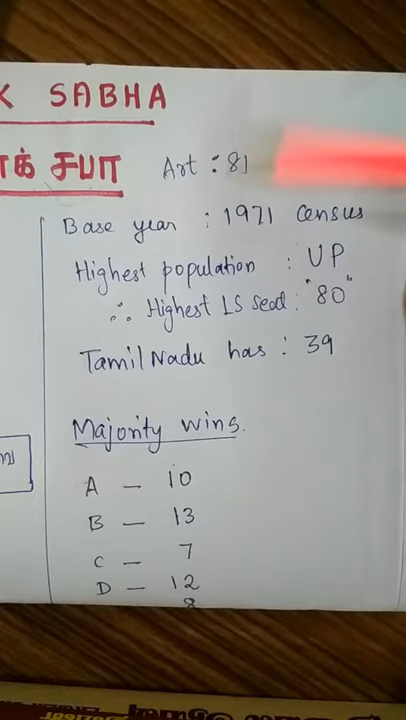 K SABHA
சபா Art : 81
Base year : 1971 Census
Highest population : UP
∴ Highest LS seat : "80"
Tamil Nadu has : 39
Majority wins.
A — 10
B — 13
C — 7
D — 12
8